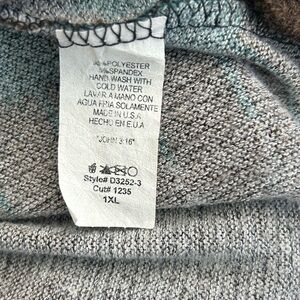 POLYESTER
SPANDEX
HAND WASH WITH
COLD WATER
LAVAR A MANO CON
AGUA FRIA SOLAMENTE
MADE IN U.S.A
HECHO EN E.U.A
"JOHN 3:16"
Style# D3252-3
Cut# 1235
1XL